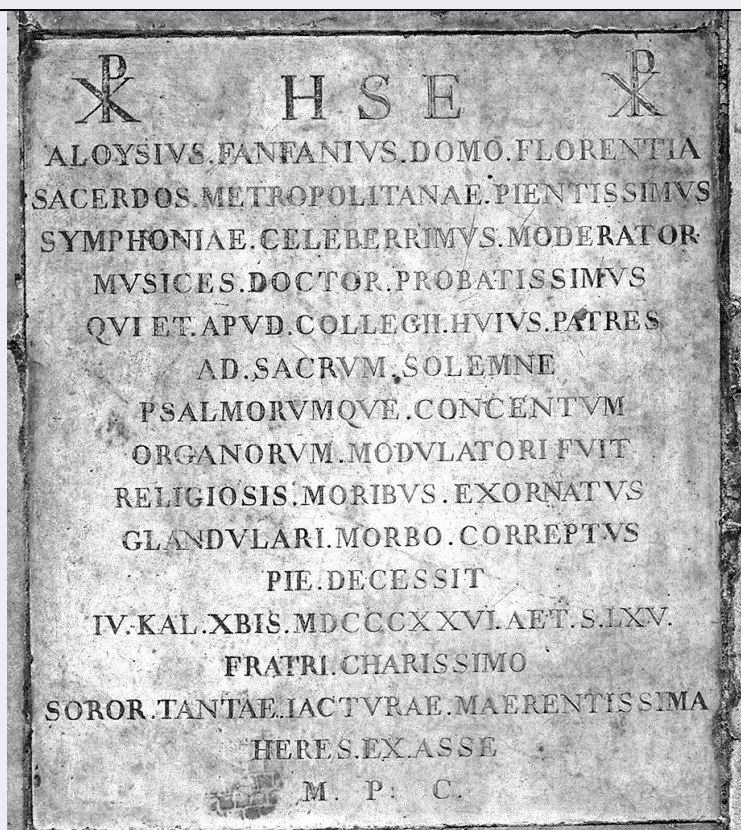 ☧ H S E ☧
ALOYSIVS.FANFANIVS.DOMO.FLORENTIA
SACERDOS.METROPOLITANAE.PIENTISSIMVS
SYMPHONIAE.CELEBERRIMVS.MODERATOR
MVSICES.DOCTOR.PROBATISSIMVS
QVI ET.APVD.COLLEGII.HVIVS.PATRES
AD.SACRVM.SOLEMNE
PSALMORVMQVE.CONCENTVM
ORGANORVM.MODVLATORI FVIT
RELIGIOSIS.MORIBVS.EXORNATVS
GLANDVLARI.MORBO.CORREPTVS
PIE.DECESSIT
IV.KAL.XBIS.MDCCCXXVI.AET.S.LXV.
FRATRI.CHARISSIMO
SOROR.TANTAE.IACTVRAE.MAERENTISSIMA
HERES.EX.ASSE
M. P. C.